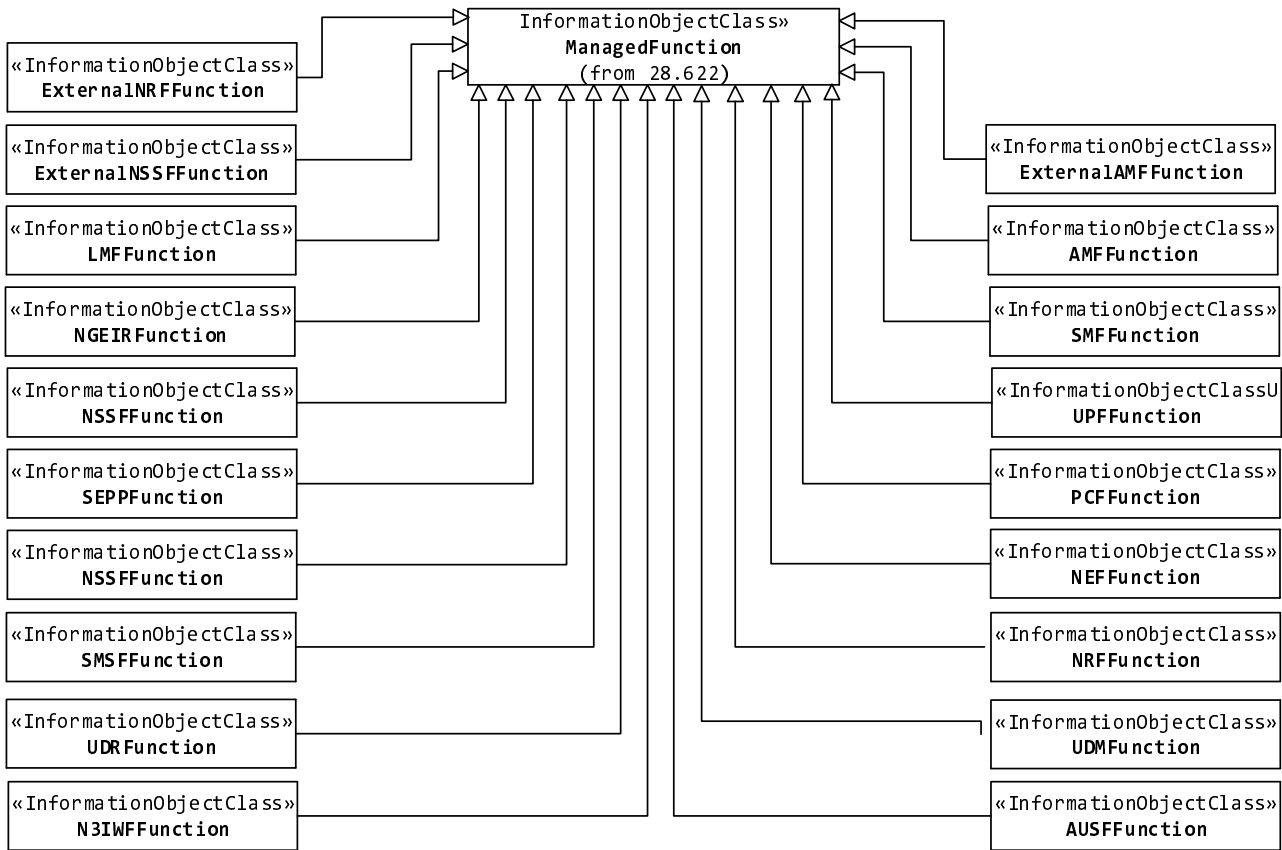 InformationObjectClass»
ManagedFunction
(from 28.622)
«InformationObjectClass»
ExternalNRFFunction
«InformationObjectClass»
ExternalNSSFFunction
«InformationObjectClass»
LMFFunction
«InformationObjectClass»
NGEIRFunction
«InformationObjectClass»
NSSFFunction
«InformationObjectClass»
SEPPFunction
«InformationObjectClass»
NSSFFunction
«InformationObjectClass»
SMSFFunction
«InformationObjectClass»
UDRFunction
«InformationObjectClass»
N3IWFFunction
«InformationObjectClass»
ExternalAMFFunction
«InformationObjectClass»
AMFFunction
«InformationObjectClass»
SMFFunction
«InformationObjectClassU
UPFFunction
«InformationObjectClass»
PCFFunction
«InformationObjectClass»
NEFFunction
«InformationObjectClass»
NRFFunction
«InformationObjectClass»
UDMFunction
«InformationObjectClass»
AUSFFunction